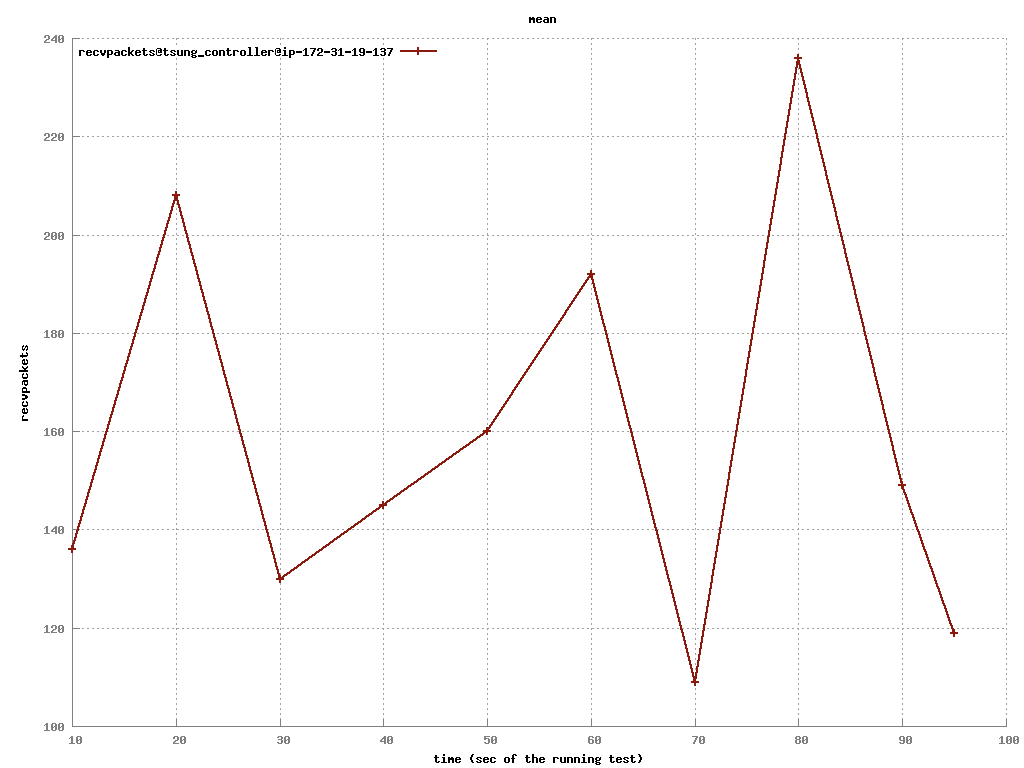 mean
240
recvpackets@tsung_controller@ip-172-31-19-137
220
200
180
recvpackets
160
140
120
100
10 20 30 40 50 60 70 80 90 100
time (sec of the running test)